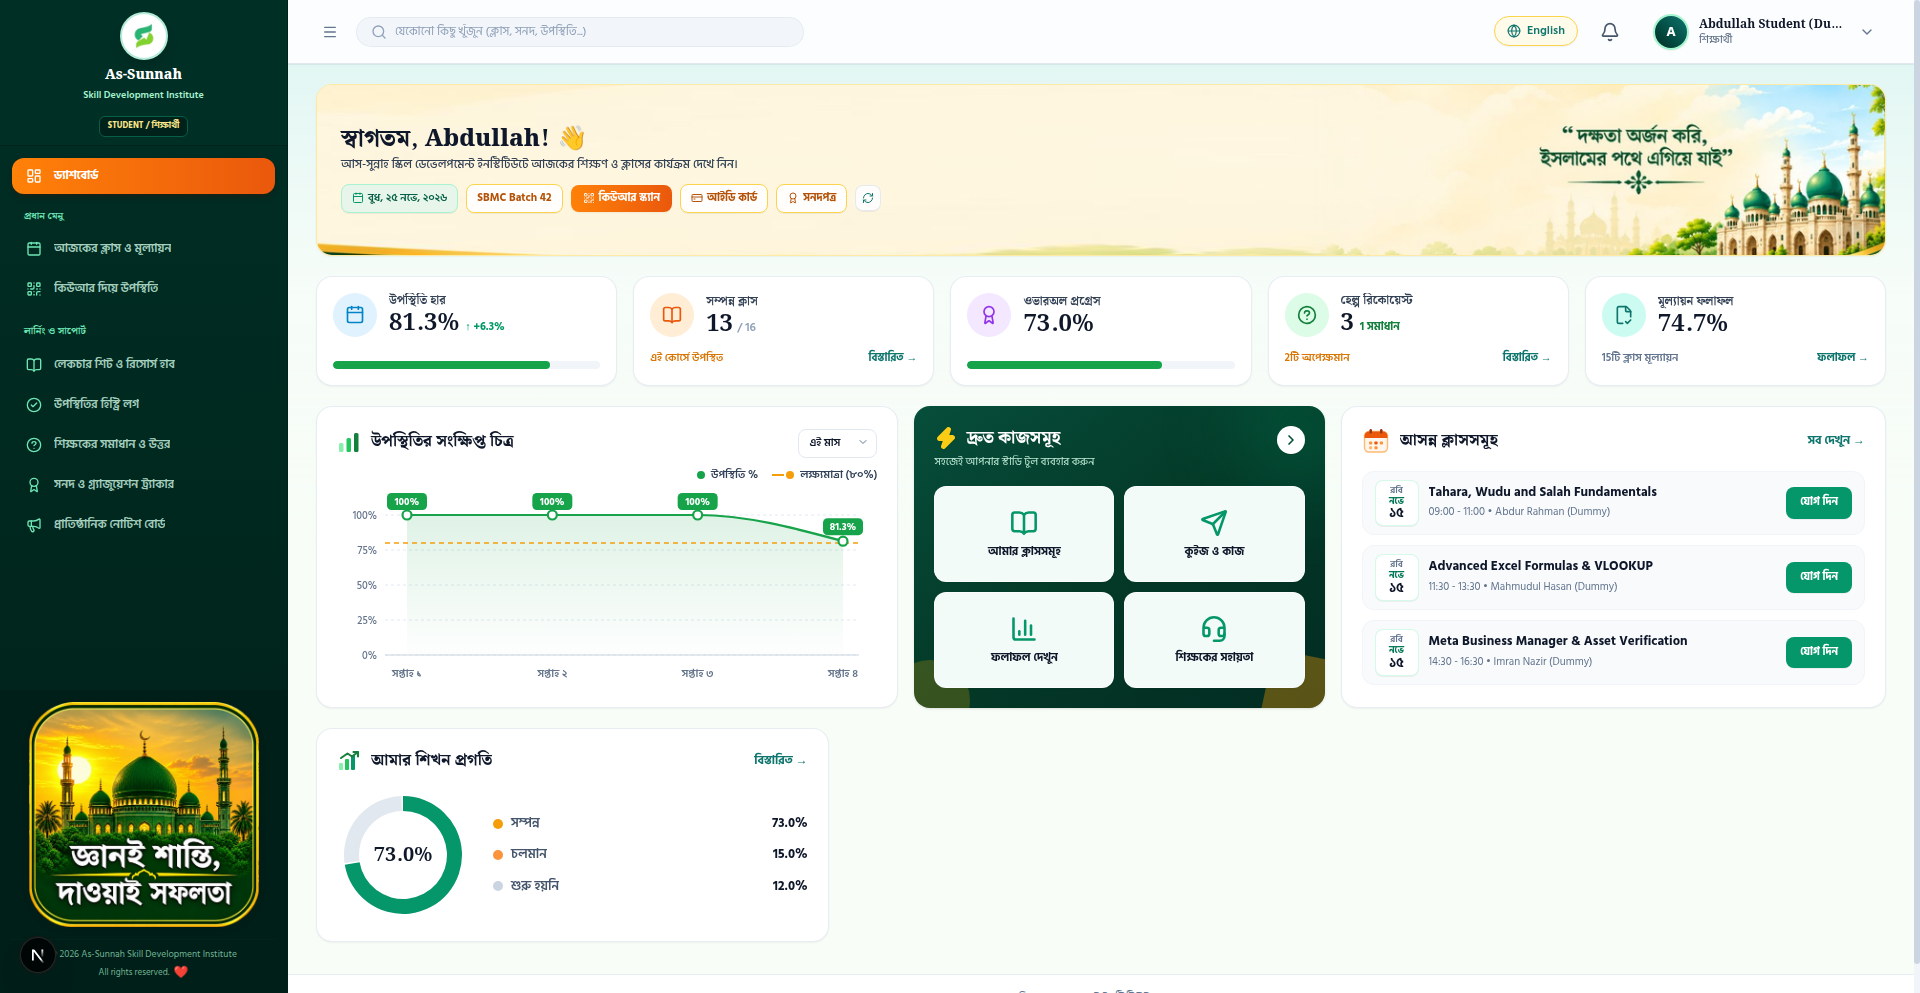 As-Sunnah
Skill Development Institute
STUDENT / শিক্ষার্থী
ড্যাশবোর্ড
প্রধান মেনু
আজকের ক্লাস ও মূল্যায়ন
কিউআর দিয়ে উপস্থিতি
লার্নিং ও সাপোর্ট
লেকচার শিট ও রিসোর্স হাব
উপস্থিতির হিস্ট্রি লগ
শিক্ষকের সমাধান ও উত্তর
সনদ ও গ্র্যাজুয়েশন ট্র্যাকার
প্রাতিষ্ঠানিক নোটিশ বোর্ড
জ্ঞানই শান্তি,
দাওয়াই সফলতা
N
2026 As-Sunnah Skill Development Institute
All rights reserved. ❤️
যেকোনো কিছু খুঁজুন (ক্লাস, সনদ, উপস্থিতি...)
English
A
Abdullah Student (Du...
শিক্ষার্থী
স্বাগতম, Abdullah! 👋
আস-সুন্নাহ স্কিল ডেভেলপমেন্ট ইনস্টিটিউটে আজকের শিক্ষণ ও ক্লাসের কার্যক্রম দেখে নিন।
বুধ, ২৫ নভে, ২০২৬
SBMC Batch 42
কিউআর স্ক্যান
আইডি কার্ড
সনদপত্র
“ দক্ষতা অর্জন করি,
ইসলামের পথে এগিয়ে যাই”
উপস্থিতি হার
81.3% ↑ +6.3%
সম্পন্ন ক্লাস
13 / 16
এই কোর্সে উপস্থিত
বিস্তারিত →
ওভারঅল প্রগ্রেস
73.0%
হেল্প রিকোয়েস্ট
3 1 সমাধান
2টি অপেক্ষমান
বিস্তারিত →
মূল্যায়ন ফলাফল
74.7%
15টি ক্লাস মূল্যায়ন
ফলাফল →
উপস্থিতির সংক্ষিপ্ত চিত্র
এই মাস
উপস্থিতি %
লক্ষ্যমাত্রা (৮০%)
100%
100%
100%
81.3%
100%
75%
50%
25%
0%
সপ্তাহ ১
সপ্তাহ ২
সপ্তাহ ৩
সপ্তাহ ৪
দ্রুত কাজসমূহ
সহজেই আপনার স্টাডি টুল ব্যবহার করুন
আমার ক্লাসসমূহ
কুইজ ও কাজ
ফলাফল দেখুন
শিক্ষকের সহায়তা
আসন্ন ক্লাসসমূহ
সব দেখুন →
রবি
নভে
১৫
Tahara, Wudu and Salah Fundamentals
09:00 - 11:00 • Abdur Rahman (Dummy)
যোগ দিন
রবি
নভে
১৫
Advanced Excel Formulas & VLOOKUP
11:30 - 13:30 • Mahmudul Hasan (Dummy)
যোগ দিন
রবি
নভে
১৫
Meta Business Manager & Asset Verification
14:30 - 16:30 • Imran Nazir (Dummy)
যোগ দিন
আমার শিখন প্রগতি
বিস্তারিত →
73.0%
সম্পন্ন 73.0%
চলমান 15.0%
শুরু হয়নি 12.0%